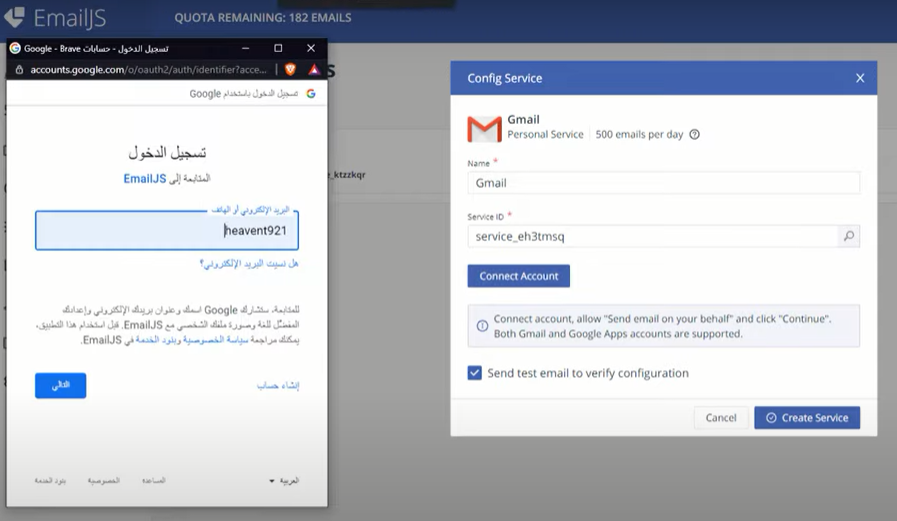 EmailJS
QUOTA REMAINING: 182 EMAILS
تسجيل الدخول - حسابات Google - Brave
accounts.google.com/o/oauth2/auth/identifier?acce...
تسجيل الدخول باستخدام Google
تسجيل الدخول
المتابعة إلى EmailJS
البريد الإلكتروني أو الهاتف
heavent921
هل نسيت البريد الإلكتروني؟
للمتابعة، ستشارك Google اسمك وعنوان بريدك الإلكتروني وإعدادك
المفضّل للغة وصورة ملفك الشخصي مع EmailJS. قبل استخدام هذا التطبيق،
يمكنك مراجعة سياسة الخصوصية وبنود الخدمة في EmailJS.
إنشاء حساب
التالي
العربية
المساعدة
الخصوصية
بنود الخدمة
_ktzzkqr
Config Service
Gmail
Personal Service
500 emails per day
Name *
Gmail
Service ID *
service_eh3tmsq
Connect Account
Connect account, allow "Send email on your behalf" and click "Continue".
Both Gmail and Google Apps accounts are supported.
Send test email to verify configuration
Cancel
Create Service